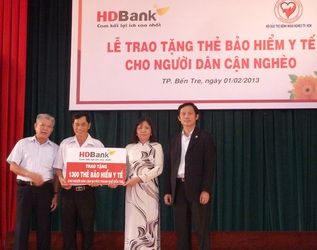 HDBank
Cam kết lợi ích cao nhất
LỄ TRAO TẶNG THẺ BẢO HIỂM Y TẾ
CHO NGƯỜI DÂN CẬN NGHÈO
TP. Bến Tre, ngày 01/02/2013
HDBank
TRAO TẶNG
1300 THẺ BẢO HIỂM Y TẾ